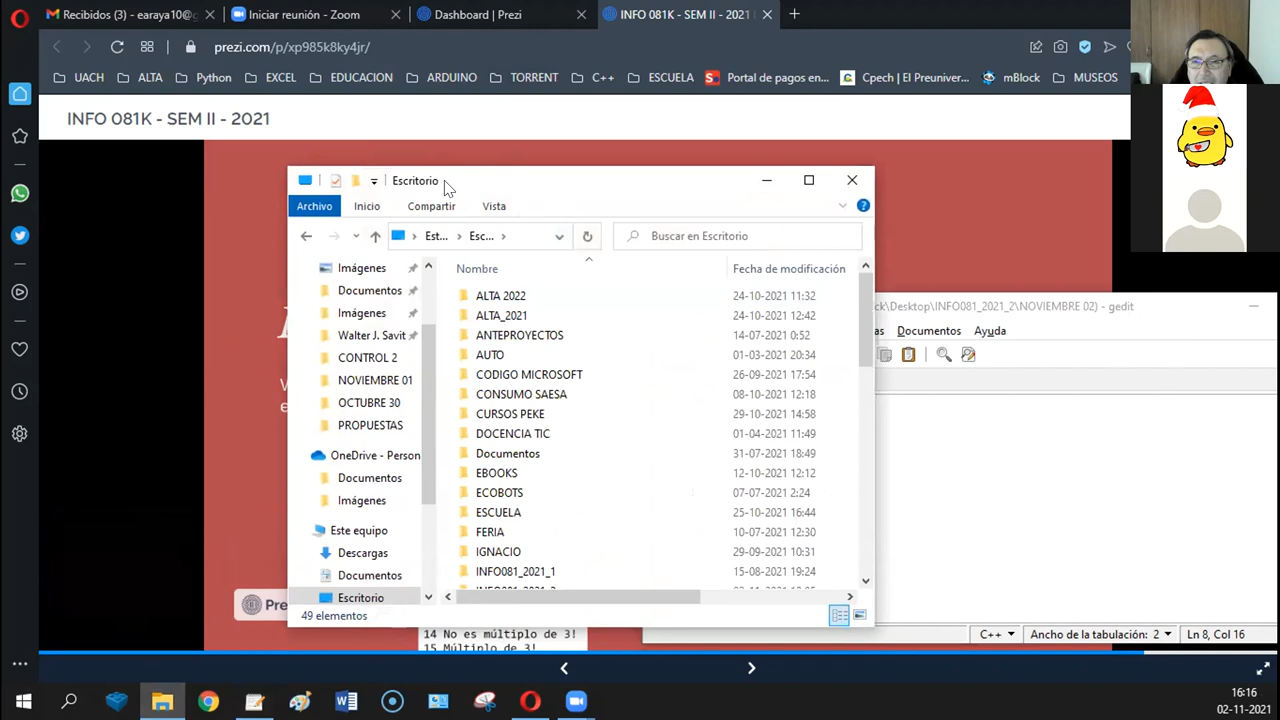 Recibidos (3) - earaya10@g
Iniciar reunión - Zoom
Dashboard | Prezi
INFO 081K - SEM II - 2021
prezi.com/p/xp985k8ky4jr/
UACH
ALTA
Python
EXCEL
EDUCACION
ARDUINO
TORRENT
C++
ESCUELA
Portal de pagos en...
Cpech | El Preuniver...
mBlock
MUSEOS
INFO 081K - SEM II - 2021
Escritorio
Archivo
Inicio
Compartir
Vista
Est...
Esc...
Buscar en Escritorio
Nombre
Fecha de modificación
Imágenes
Documentos
Imágenes
Walter J. Savit
CONTROL 2
NOVIEMBRE 01
OCTUBRE 30
PROPUESTAS
OneDrive - Person
Documentos
Imágenes
Este equipo
Descargas
Documentos
Escritorio
ALTA 2022 24-10-2021 11:32
ALTA_2021 24-10-2021 12:42
ANTEPROYECTOS 14-07-2021 0:52
AUTO 01-03-2021 20:34
CODIGO MICROSOFT 26-09-2021 17:54
CONSUMO SAESA 08-10-2021 12:18
CURSOS PEKE 29-10-2021 14:58
DOCENCIA TIC 01-04-2021 11:49
Documentos 31-07-2021 18:49
EBOOKS 12-10-2021 12:12
ECOBOTS 07-07-2021 2:24
ESCUELA 25-10-2021 16:44
FERIA 10-07-2021 12:30
IGNACIO 29-09-2021 10:31
INFO081_2021_1 15-08-2021 19:24
49 elementos
ck\Desktop\INFO081_2021_2\NOVIEMBRE 02) - gedit
as Documentos Ayuda
Pre
14 No es múltiplo de 3!
15 Múltiplo de 3!
C++
Ancho de la tabulación: 2
Ln 8, Col 16
16:16
02-11-2021